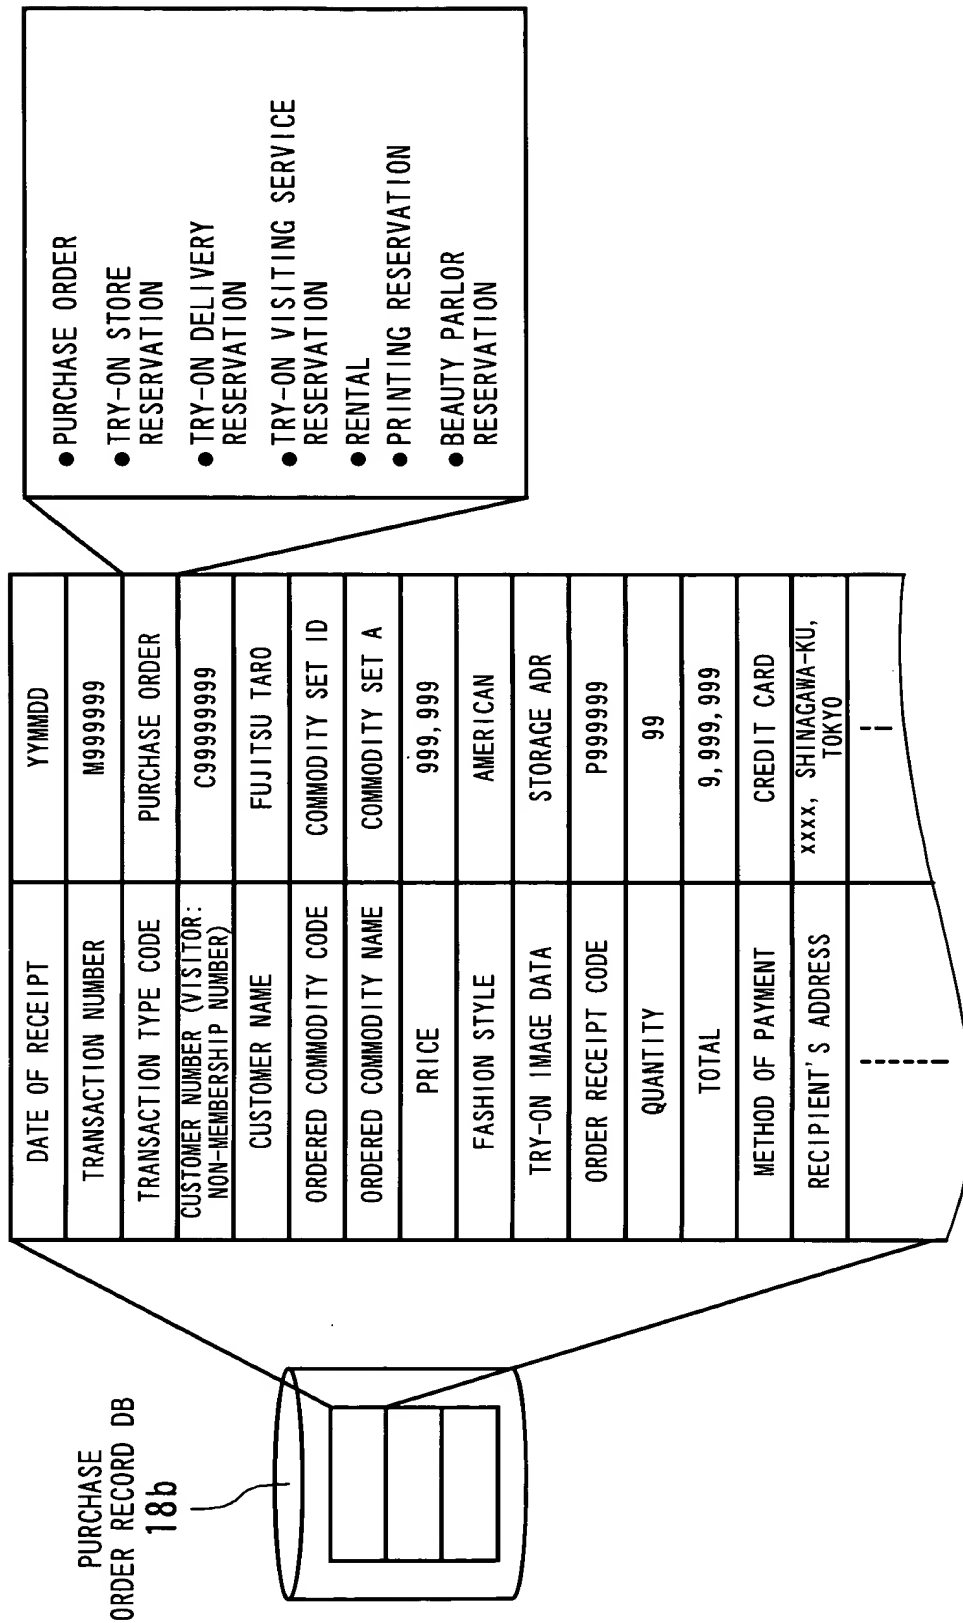 PURCHASE
ORDER RECORD DB
18b
DATE OF RECEIPT
YYMMDD
TRANSACTION NUMBER
M999999
TRANSACTION TYPE CODE
PURCHASE ORDER
CUSTOMER NUMBER (VISITOR:
NON-MEMBERSHIP NUMBER)
C99999999
CUSTOMER NAME
FUJITSU TARO
ORDERED COMMODITY CODE
COMMODITY SET ID
ORDERED COMMODITY NAME
COMMODITY SET A
PRICE
999,999
FASHION STYLE
AMERICAN
TRY-ON IMAGE DATA
STORAGE ADR
ORDER RECEIPT CODE
P999999
QUANTITY
99
TOTAL
9,999,999
METHOD OF PAYMENT
CREDIT CARD
RECIPIENT'S ADDRESS
xxxx, SHINAGAWA-KU,
TOKYO
● PURCHASE ORDER
● TRY-ON STORE
RESERVATION
● TRY-ON DELIVERY
RESERVATION
● TRY-ON VISITING SERVICE
RESERVATION
● RENTAL
● PRINTING RESERVATION
● BEAUTY PARLOR
RESERVATION